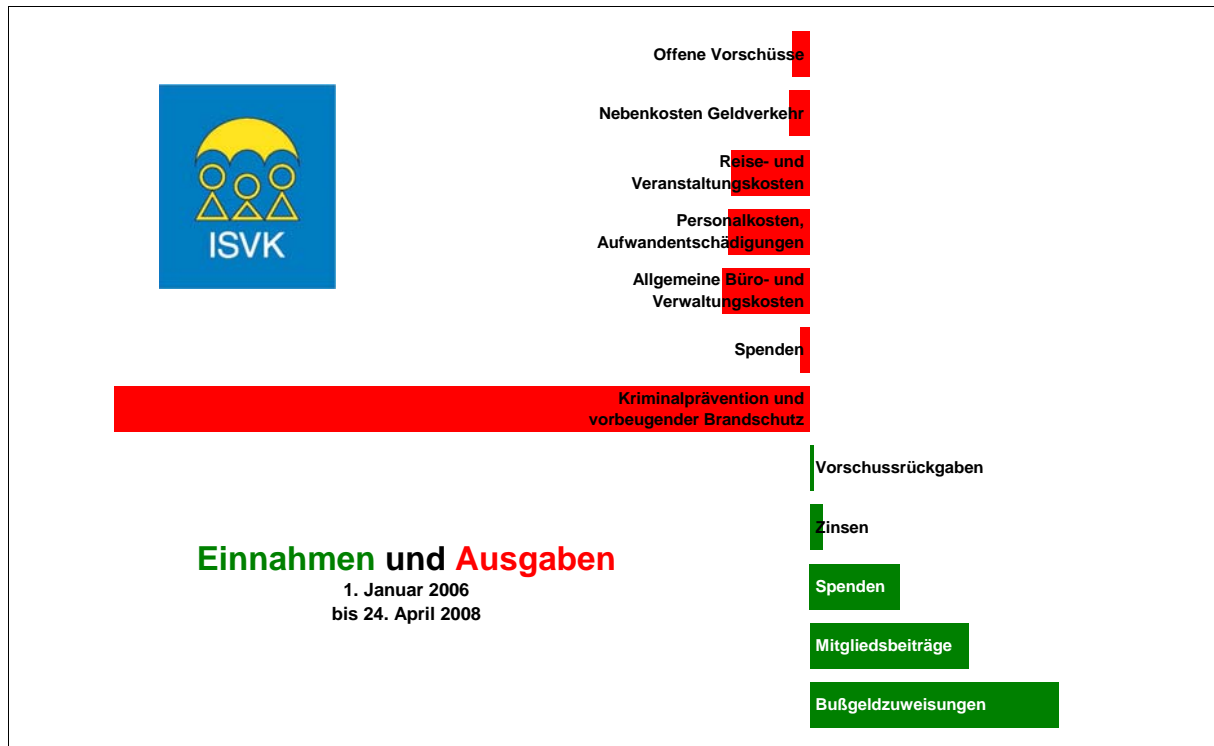 Offene Vorschüsse
Nebenkosten Geldverkehr
Reise- und
Veranstaltungskosten
Personalkosten,
Aufwandentschädigungen
ISVK
Allgemeine Büro- und
Verwaltungskosten
Spenden
Kriminalprävention und
vorbeugender Brandschutz
Vorschussrückgaben
Zinsen
Einnahmen und Ausgaben
1. Januar 2006
bis 24. April 2008
Spenden
Mitgliedsbeiträge
Bußgeldzuweisungen